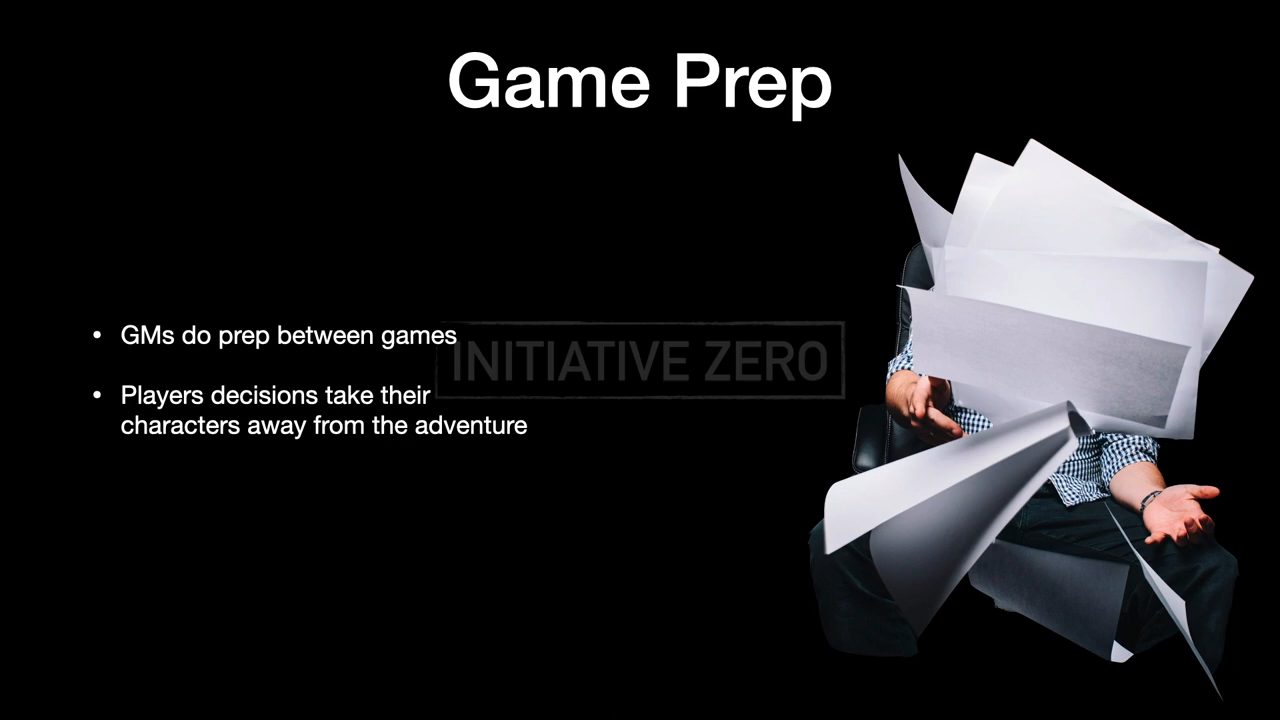 Game Prep
• GMs do prep between games
INITIATIVE ZERO
• Players decisions take their
characters away from the adventure